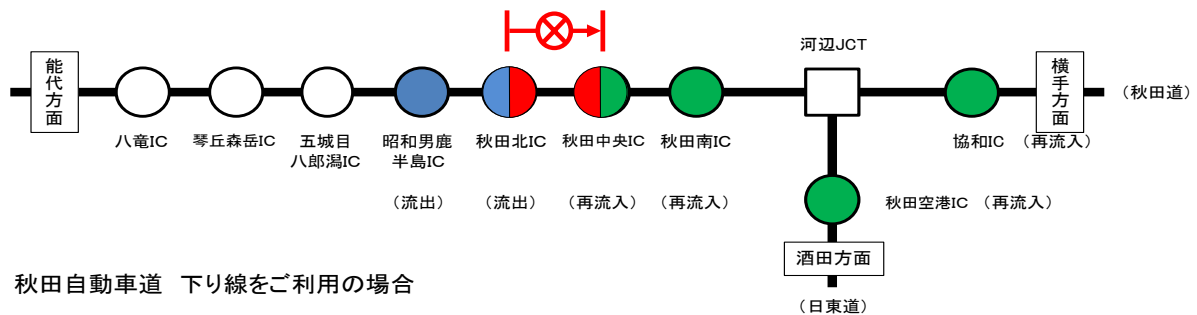 河辺JCT
能代方面
横手方面
(秋田道)
八竜IC
琴丘森岳IC
五城目
八郎潟IC
昭和男鹿
半島IC
秋田北IC
秋田中央IC
秋田南IC
協和IC (再流入)
(流出)
(流出)
(再流入)
(再流入)
秋田空港IC (再流入)
酒田方面
秋田自動車道 下り線をご利用の場合
(日東道)